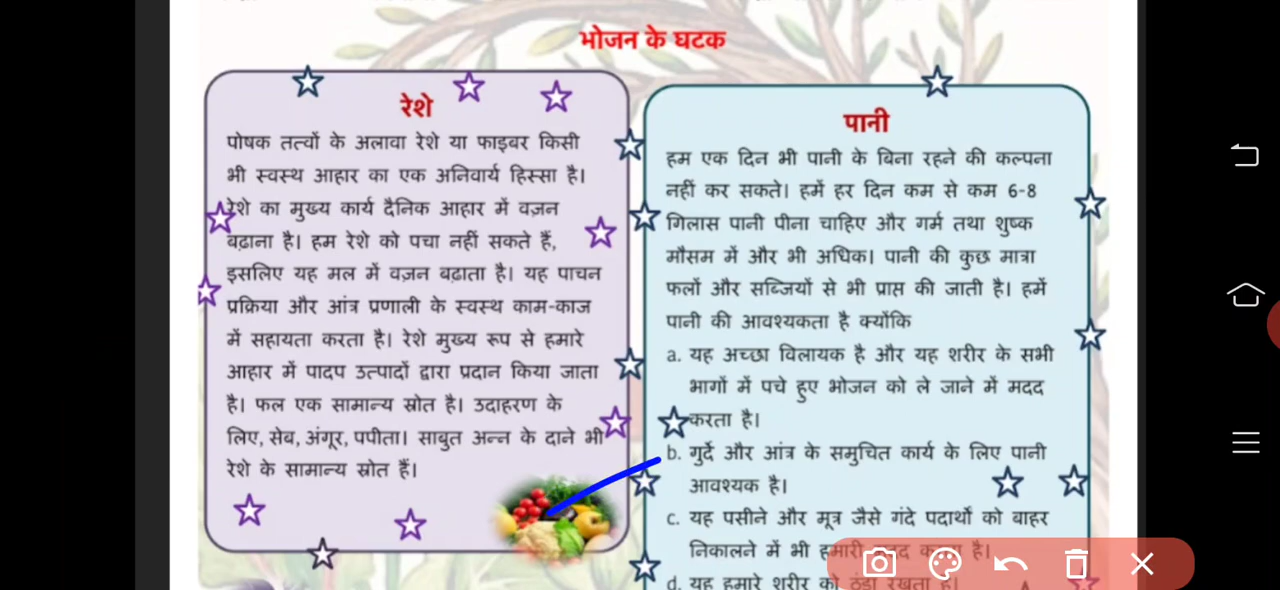 भोजन के घटक
रेशे
पोषक तत्वों के अलावा रेशे या फाइबर किसी
भी स्वस्थ आहार का एक अनिवार्य हिस्सा है।
रेशे का मुख्य कार्य दैनिक आहार में वज़न
बढ़ाना है। हम रेशे को पचा नहीं सकते हैं,
इसलिए यह मल में वज़न बढ़ाता है। यह पाचन
प्रक्रिया और आंत्र प्रणाली के स्वस्थ काम-काज
में सहायता करता है। रेशे मुख्य रूप से हमारे
आहार में पादप उत्पादों द्वारा प्रदान किया जाता
है। फल एक सामान्य स्रोत है। उदाहरण के
लिए, सेब, अंगूर, पपीता। साबुत अन्न के दाने भी
रेशे के सामान्य स्रोत हैं।
पानी
हम एक दिन भी पानी के बिना रहने की कल्पना
नहीं कर सकते। हमें हर दिन कम से कम 6-8
गिलास पानी पीना चाहिए और गर्म तथा शुष्क
मौसम में और भी अधिक। पानी की कुछ मात्रा
फलों और सब्जियों से भी प्राप्त की जाती है। हमें
पानी की आवश्यकता है क्योंकि
a. यह अच्छा विलायक है और यह शरीर के सभी
भागों में पचे हुए भोजन को ले जाने में मदद
करता है।
b. गुर्दे और आंत्र के समुचित कार्य के लिए पानी
आवश्यक है।
c. यह पसीने और मूत्र जैसे गंदे पदार्थो को बाहर
निकालने में भी हमारी मदद करता है।
d. यह हमारे शरीर को ठंडा रखता है।